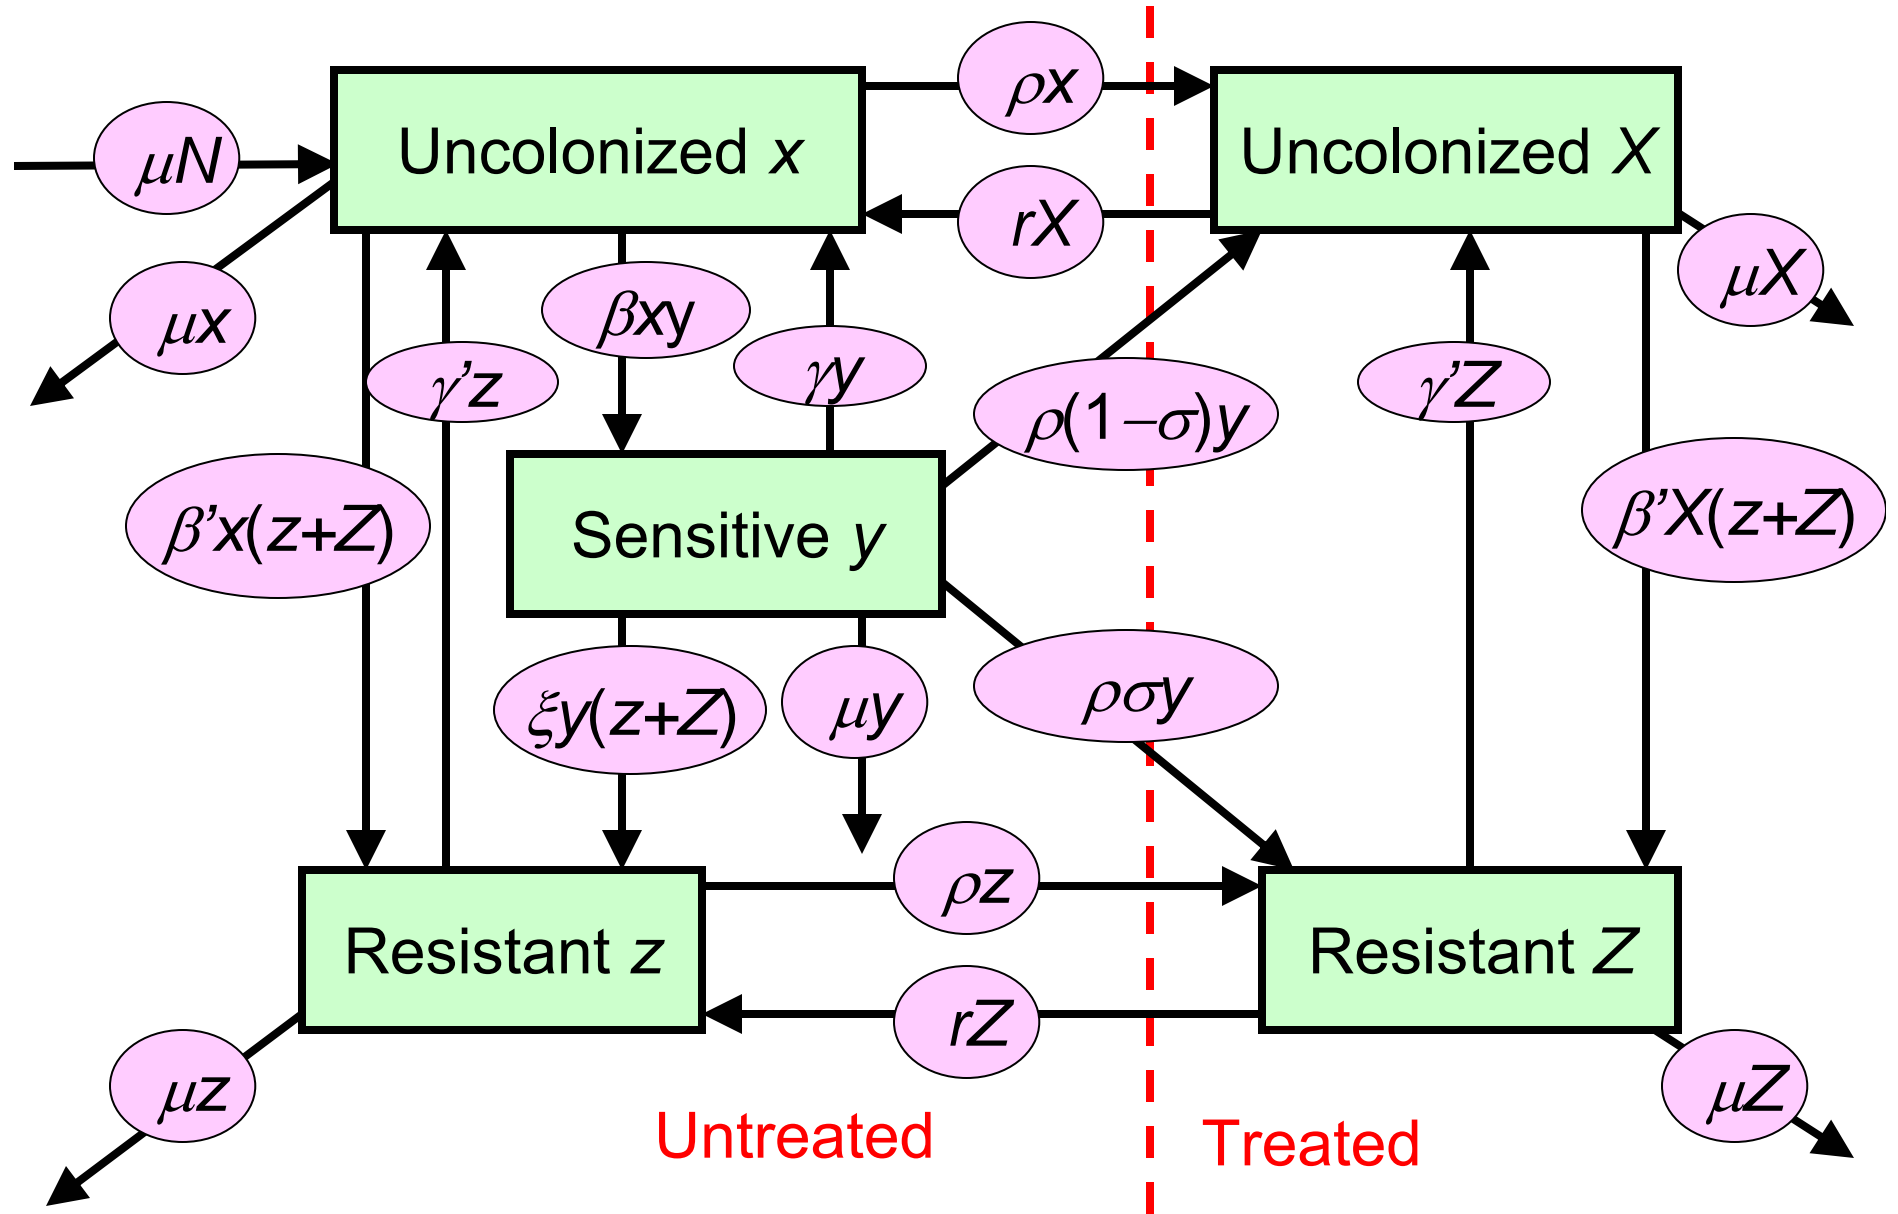 ρx
Uncolonized x
Uncolonized X
μN
rX
μX
μx
βxy
γy
γ’z
γ’Z
ρ(1−σ)y
β’x(z+Z)
β’X(z+Z)
Sensitive y
ξy(z+Z)
μy
ρσy
ρz
Resistant z
Resistant Z
rZ
μz
μZ
Untreated
Treated